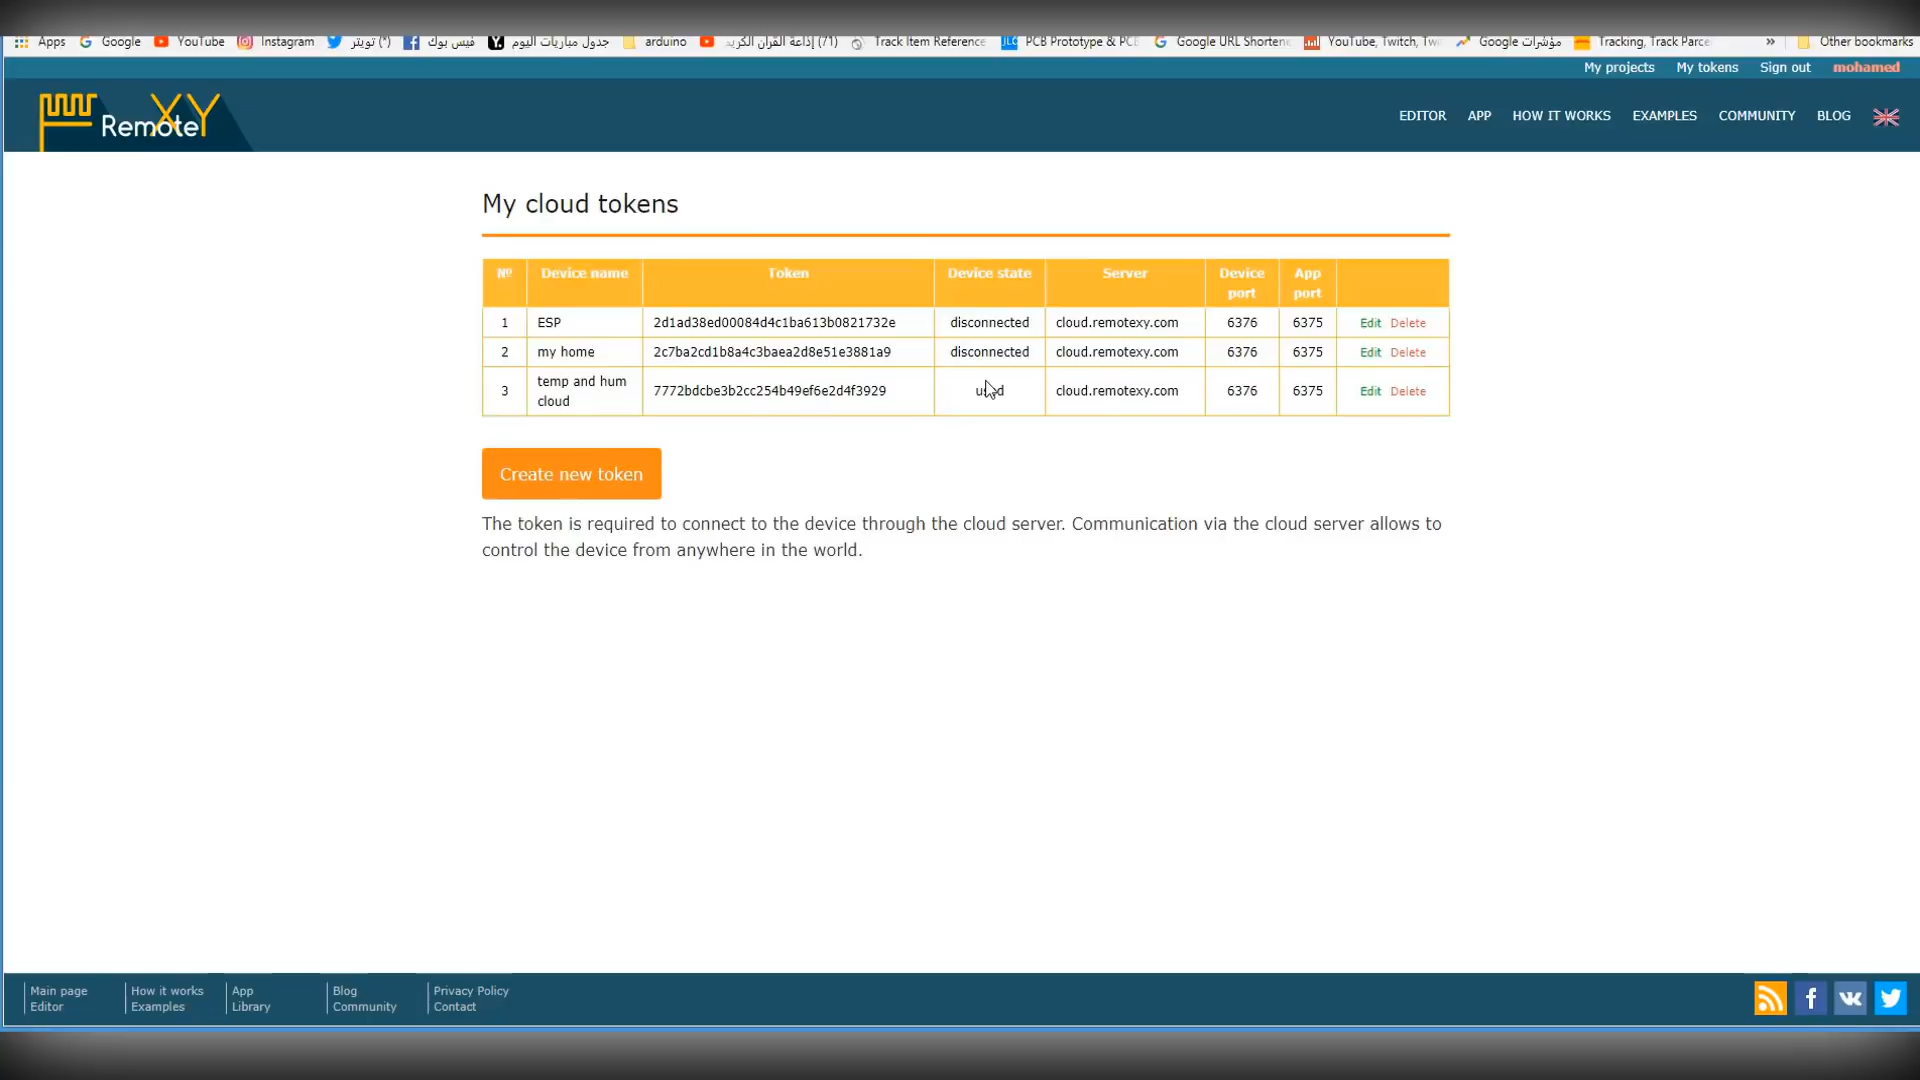 Apps Google YouTube Instagram (*) تويتر فيس بوك جدول مباريات اليوم arduino (71) إذاعة القرآن الكريم Track Item Reference PCB Prototype & PC Google URL Shortene YouTube, Twitch, Twi مؤشرات Google Tracking, Track Parce » Other bookmarks
My projects My tokens Sign out mohamed
RemoteXY EDITOR APP HOW IT WORKS EXAMPLES COMMUNITY BLOG
My cloud tokens
№ Device name Token Device state Server Device port App port
1 ESP 2d1ad38ed00084d4c1ba613b0821732e disconnected cloud.remotexy.com 6376 6375 Edit Delete
2 my home 2c7ba2cd1b8a4c3baea2d8e51e3881a9 disconnected cloud.remotexy.com 6376 6375 Edit Delete
3 temp and hum cloud 7772bdcbe3b2cc254b49ef6e2d4f3929 used cloud.remotexy.com 6376 6375 Edit Delete
Create new token
The token is required to connect to the device through the cloud server. Communication via the cloud server allows to
control the device from anywhere in the world.
Main page How it works App Blog Privacy Policy
Editor Examples Library Community Contact